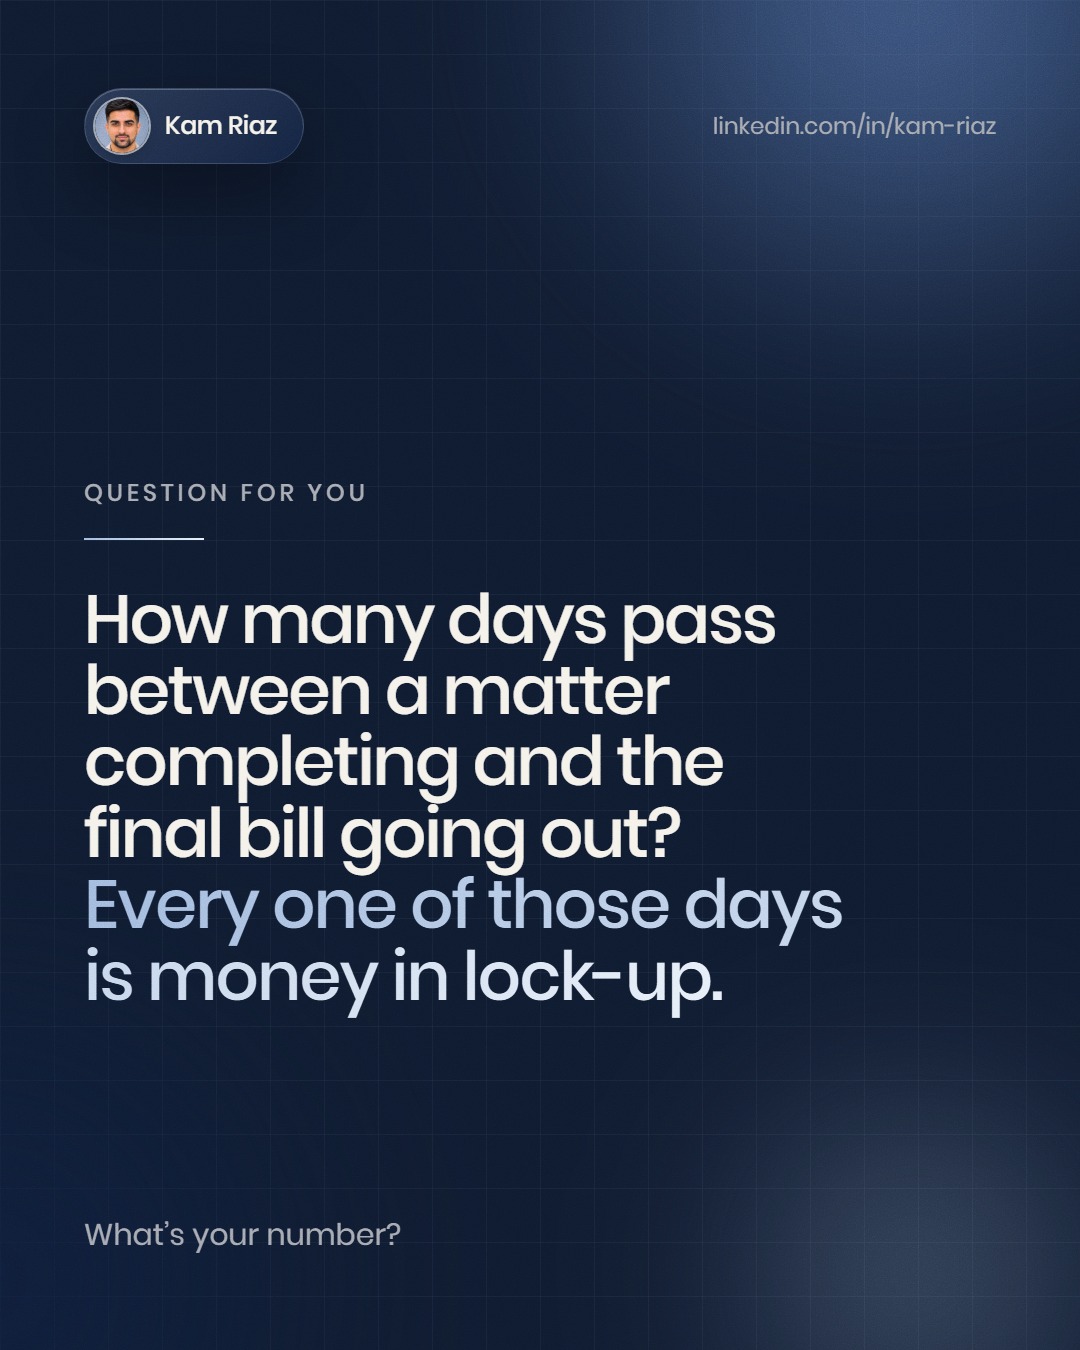 Kam Riaz
linkedin.com/in/kam-riaz
QUESTION FOR YOU
How many days pass
between a matter
completing and the
final bill going out?
Every one of those days
is money in lock-up.
What's your number?